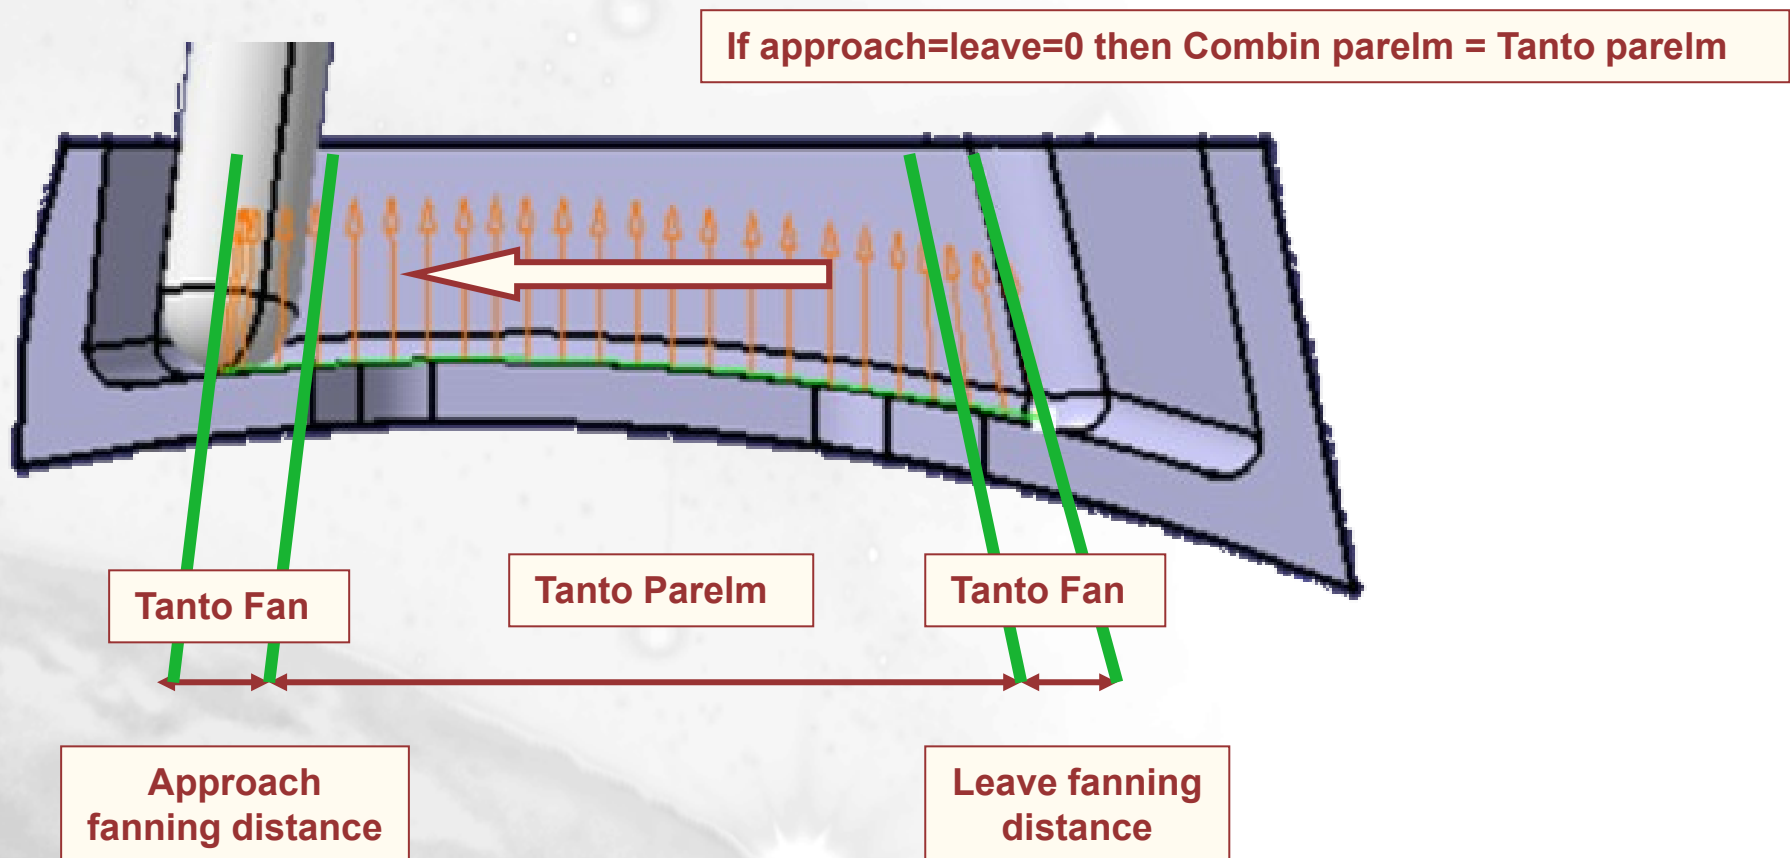 If approach=leave=0 then Combin parelm = Tanto parelm
Tanto Fan
Tanto Parelm
Tanto Fan
Approach
fanning distance
Leave fanning
distance